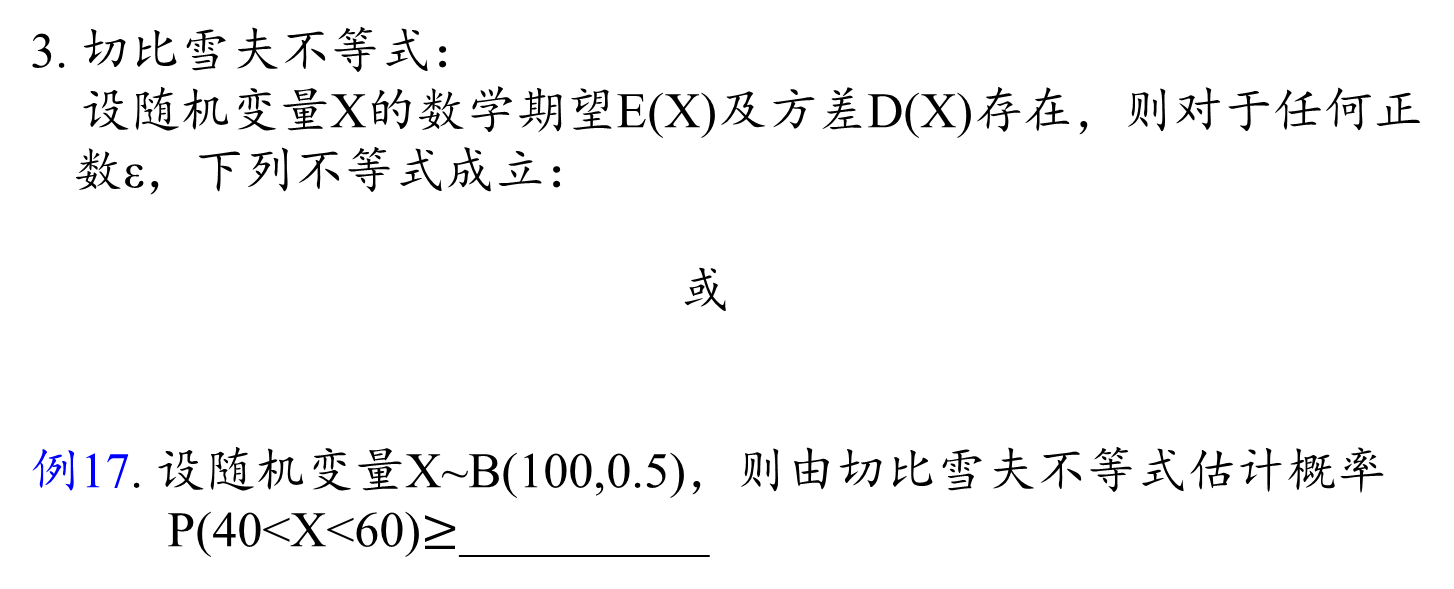 3. 切比雪夫不等式：
设随机变量X的数学期望E(X)及方差D(X)存在，则对于任何正
数ε，下列不等式成立：
或
例17. 设随机变量X~B(100,0.5)，则由切比雪夫不等式估计概率
P(40<X<60)≥__________